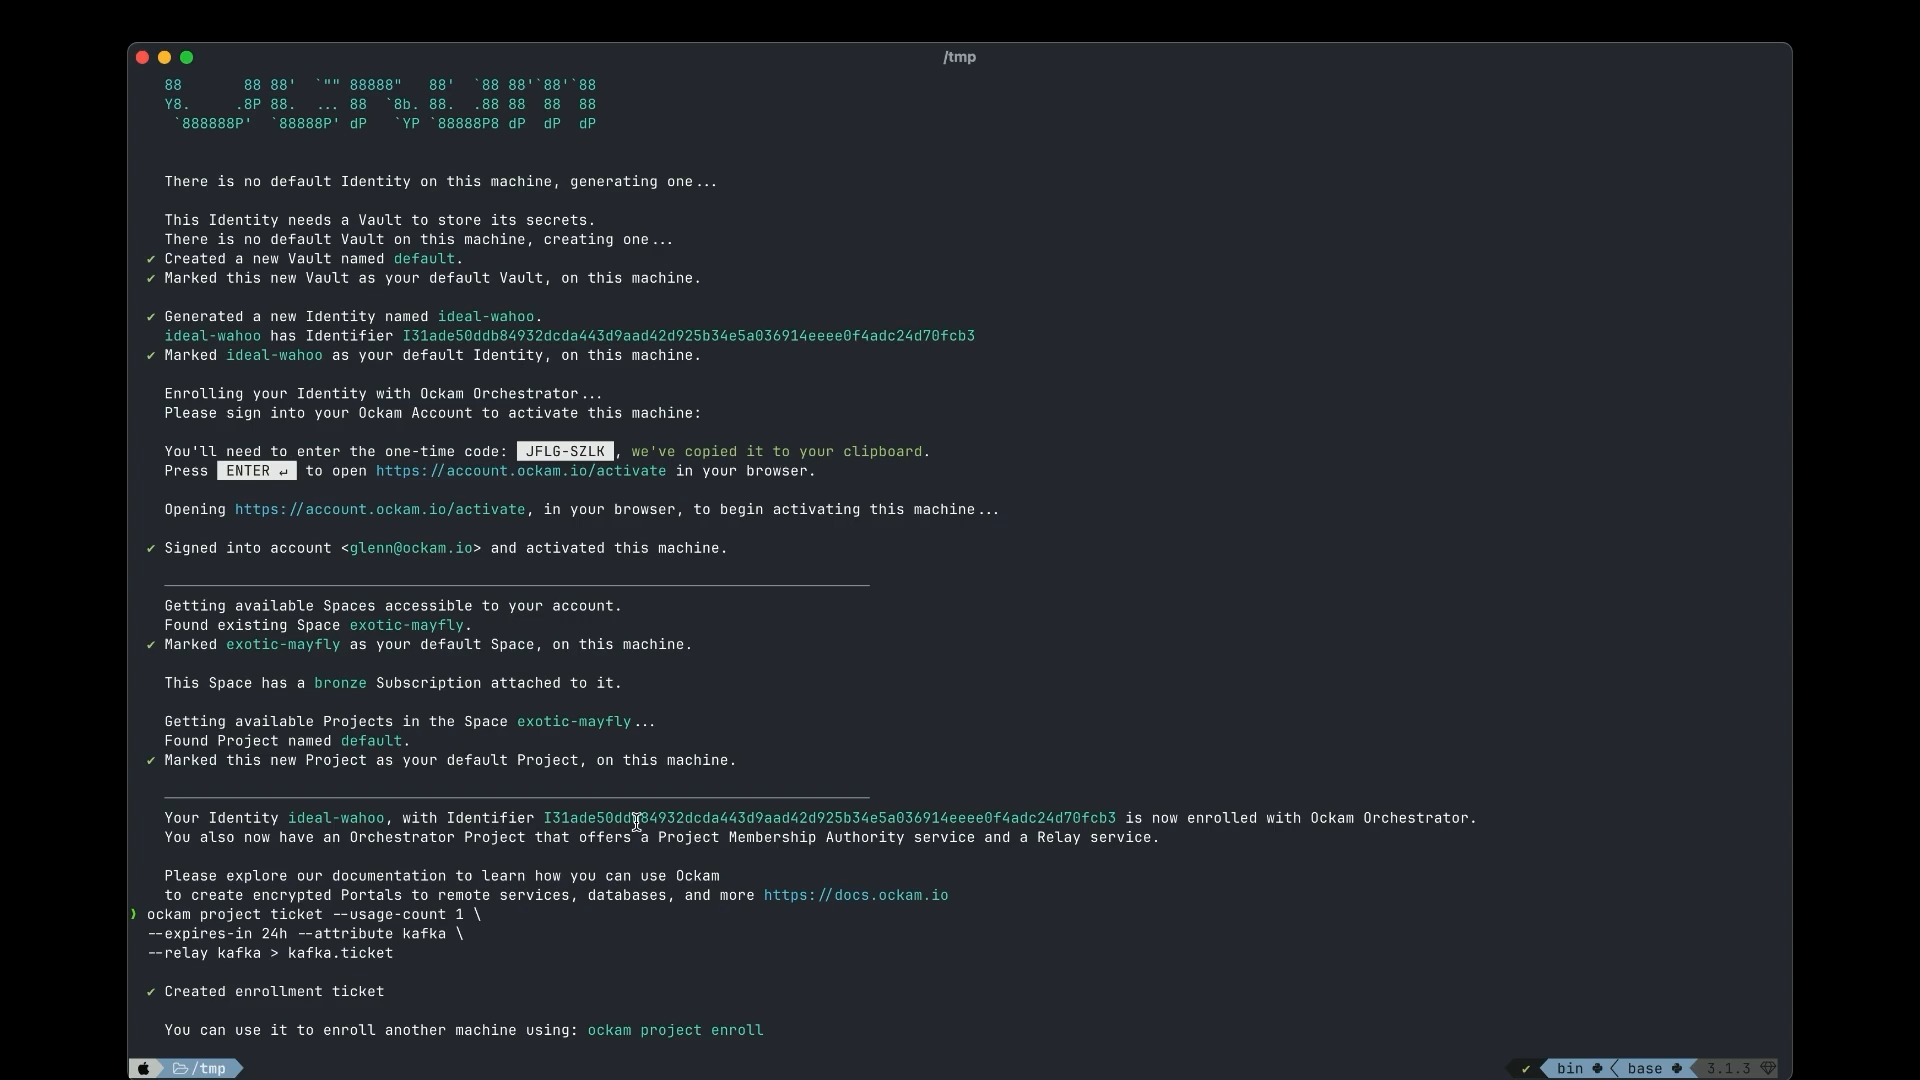 /tmp
88       88 88'  `"" 88888"   88'  `88 88'`88'`88
Y8.     .8P 88.  ... 88  `8b. 88.  .88 88  88  88
 `888888P'  `88888P' dP   `YP `88888P8 dP  dP  dP
There is no default Identity on this machine, generating one...
This Identity needs a Vault to store its secrets.
There is no default Vault on this machine, creating one...
✔ Created a new Vault named default.
✔ Marked this new Vault as your default Vault, on this machine.
✔ Generated a new Identity named ideal-wahoo.
ideal-wahoo has Identifier I31ade50ddb84932dcda443d9aad42d925b34e5a036914eeee0f4adc24d70fcb3
✔ Marked ideal-wahoo as your default Identity, on this machine.
Enrolling your Identity with Ockam Orchestrator...
Please sign into your Ockam Account to activate this machine:
You'll need to enter the one-time code: JFLG-SZLK , we've copied it to your clipboard.
Press ENTER ↵ to open https://account.ockam.io/activate in your browser.
Opening https://account.ockam.io/activate, in your browser, to begin activating this machine...
✔ Signed into account <glenn@ockam.io> and activated this machine.
Getting available Spaces accessible to your account.
Found existing Space exotic-mayfly.
✔ Marked exotic-mayfly as your default Space, on this machine.
This Space has a bronze Subscription attached to it.
Getting available Projects in the Space exotic-mayfly...
Found Project named default.
✔ Marked this new Project as your default Project, on this machine.
Your Identity ideal-wahoo, with Identifier I31ade50ddb84932dcda443d9aad42d925b34e5a036914eeee0f4adc24d70fcb3 is now enrolled with Ockam Orchestrator.
You also now have an Orchestrator Project that offers a Project Membership Authority service and a Relay service.
Please explore our documentation to learn how you can use Ockam
to create encrypted Portals to remote services, databases, and more https://docs.ockam.io
❯ ockam project ticket --usage-count 1 \
--expires-in 24h --attribute kafka \
--relay kafka > kafka.ticket
✔ Created enrollment ticket
You can use it to enroll another machine using: ockam project enroll
/tmp
✔ bin base 3.1.3